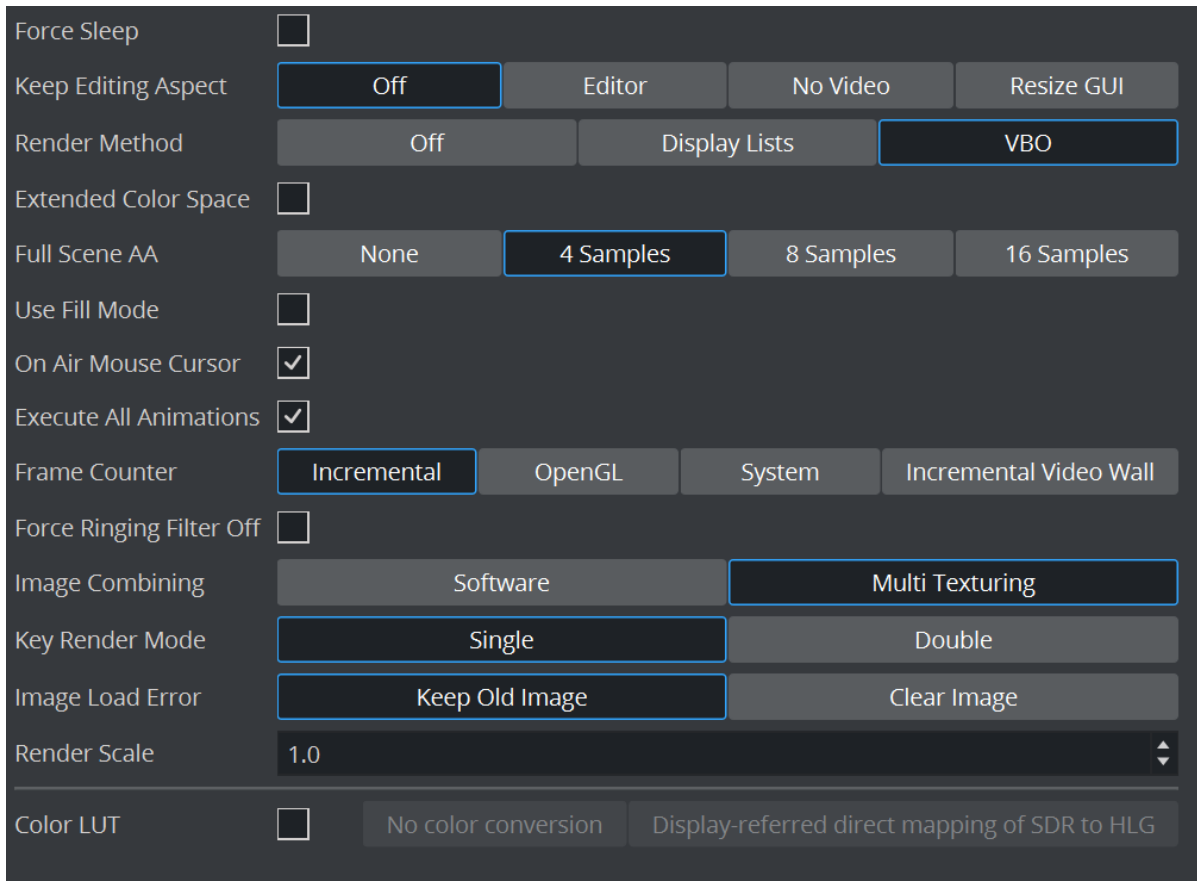 Force Sleep
Keep Editing Aspect Off Editor No Video Resize GUI
Render Method Off Display Lists VBO
Extended Color Space
Full Scene AA None 4 Samples 8 Samples 16 Samples
Use Fill Mode
On Air Mouse Cursor
Execute All Animations
Frame Counter Incremental OpenGL System Incremental Video Wall
Force Ringing Filter Off
Image Combining Software Multi Texturing
Key Render Mode Single Double
Image Load Error Keep Old Image Clear Image
Render Scale 1.0
Color LUT No color conversion Display-referred direct mapping of SDR to HLG